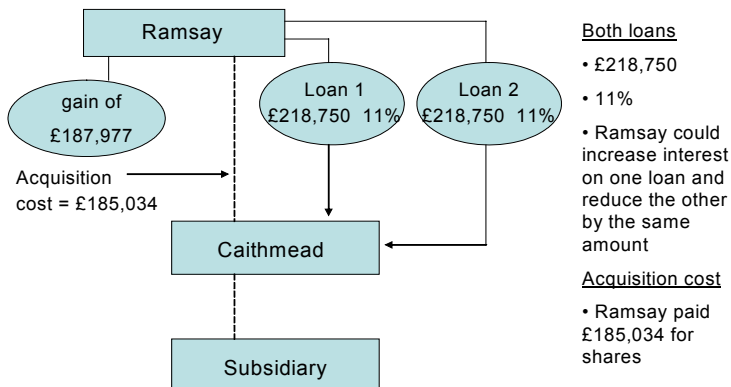 Ramsay
gain of
£187,977
Loan 1
£218,750 11%
Loan 2
£218,750 11%
Acquisition
cost = £185,034
Caithmead
Subsidiary
Both loans
• £218,750
• 11%
• Ramsay could
increase interest
on one loan and
reduce the other
by the same
amount
Acquisition cost
• Ramsay paid
£185,034 for
shares